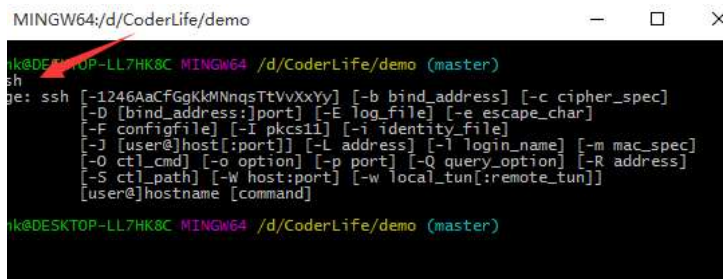 MINGW64:/d/CoderLife/demo
nk@DESKTOP-LL7HK8C MINGW64 /d/CoderLife/demo (master)
sh
ge: ssh [-1246AaCfGgKkMNnqsTtVvXxYy] [-b bind_address] [-c cipher_spec]
[-D [bind_address:]port] [-E log_file] [-e escape_char]
[-F configfile] [-I pkcs11] [-i identity_file]
[-J [user@]host[:port]] [-L address] [-l login_name] [-m mac_spec]
[-O ctl_cmd] [-o option] [-p port] [-Q query_option] [-R address]
[-S ctl_path] [-W host:port] [-w local_tun[:remote_tun]]
[user@]hostname [command]
nk@DESKTOP-LL7HK8C MINGW64 /d/CoderLife/demo (master)